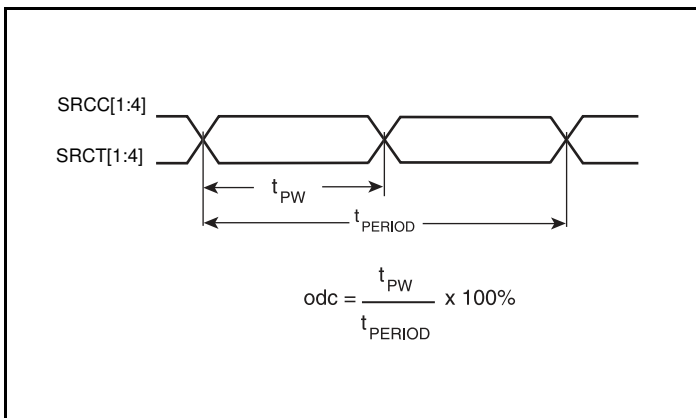 SRCC[1:4]
SRCT[1:4]
tPW
tPERIOD
odc = tPW / tPERIOD x 100%